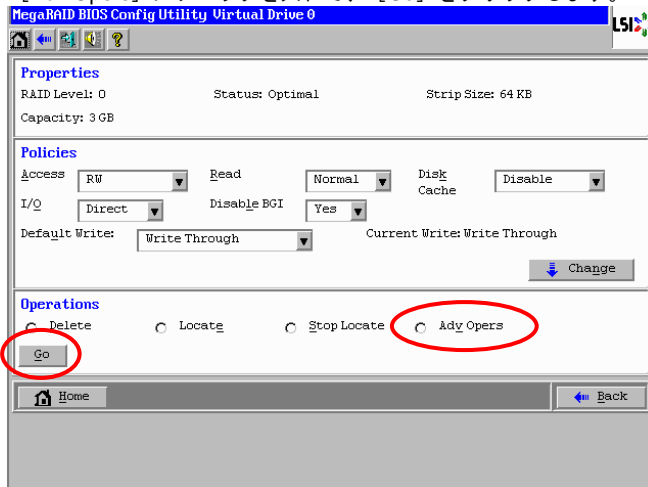 MegaRAID BIOS Config Utility Virtual Drive 0
LSI
Properties
RAID Level: 0 Status: Optimal Strip Size: 64 KB
Capacity: 3 GB
Policies
Access RW Read Normal Disk Cache Disable
I/O Direct Disable BGI Yes
Default Write: Write Through Current Write: Write Through
Change
Operations
Delete Locate Stop Locate Adv Opers
Go
Home Back